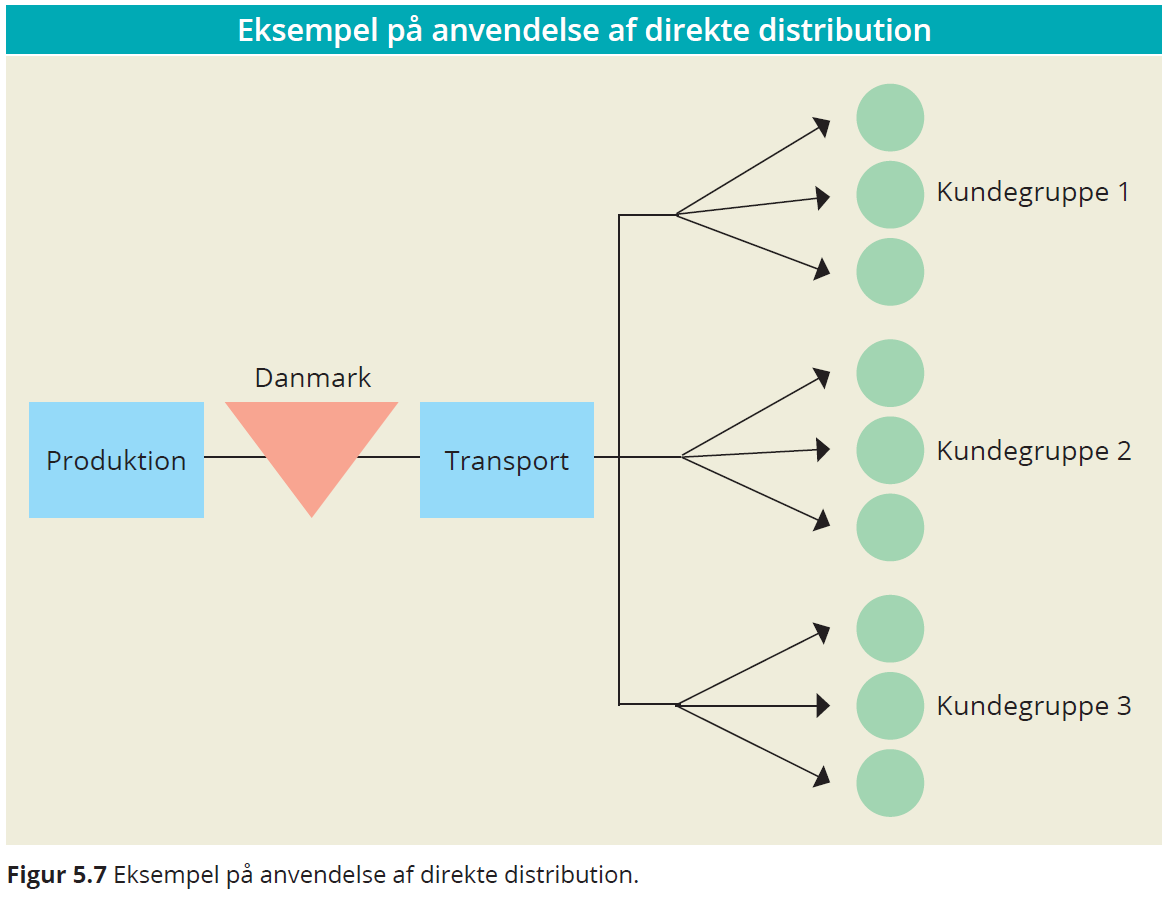 Eksempel på anvendelse af direkte distribution
Kundegruppe 1
Danmark
Produktion
Transport
Kundegruppe 2
Kundegruppe 3
Figur 5.7 Eksempel på anvendelse af direkte distribution.